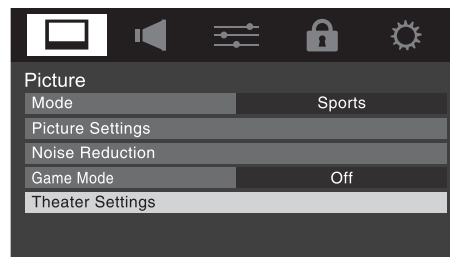 Picture
Mode Sports
Picture Settings
Noise Reduction
Game Mode Off
Theater Settings